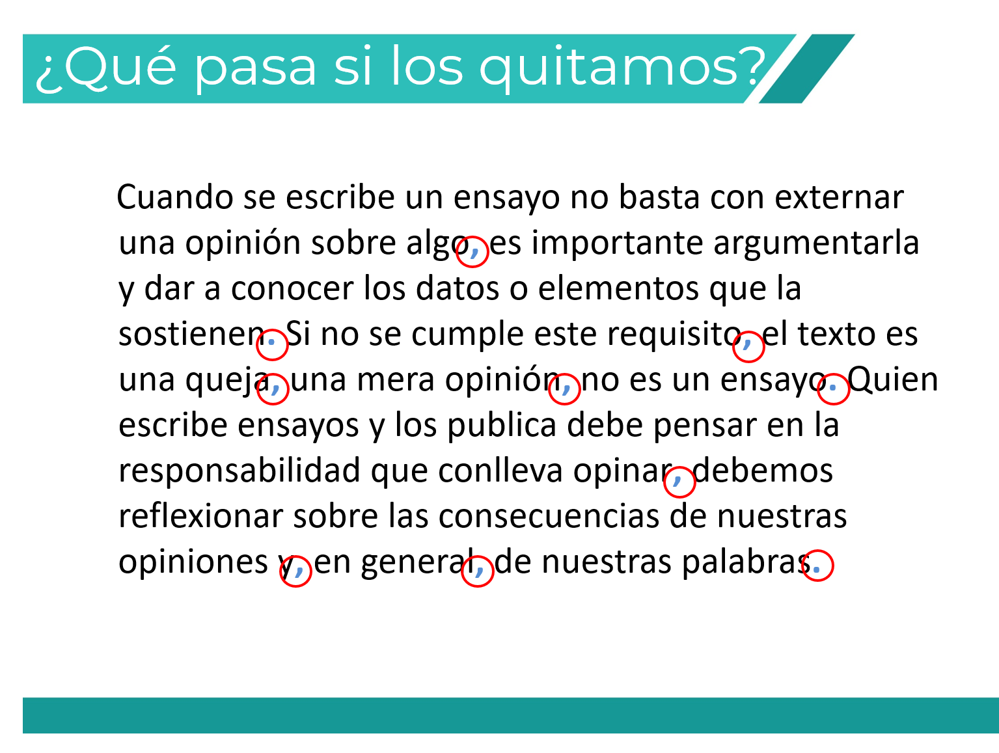 ¿Qué pasa si los quitamos?
Cuando se escribe un ensayo no basta con externar
una opinión sobre algo, es importante argumentarla
y dar a conocer los datos o elementos que la
sostienen. Si no se cumple este requisito, el texto es
una queja, una mera opinión, no es un ensayo. Quien
escribe ensayos y los publica debe pensar en la
responsabilidad que conlleva opinar, debemos
reflexionar sobre las consecuencias de nuestras
opiniones y, en general, de nuestras palabras.